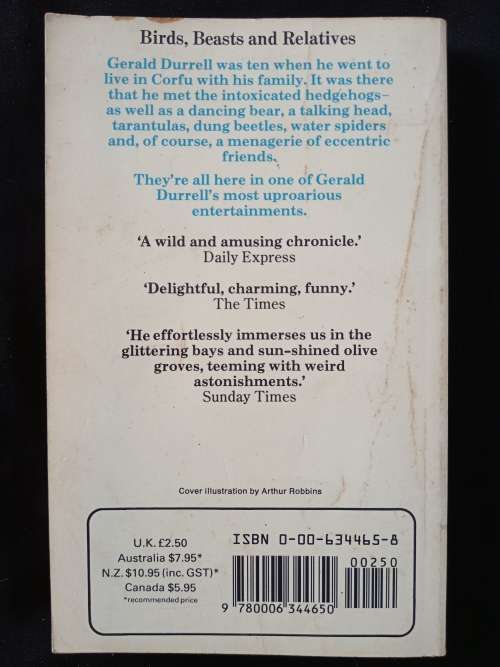 Birds, Beasts and Relatives
Gerald Durrell was ten when he went to
live in Corfu with his family. It was there
that he met the intoxicated hedgehogs–
as well as a dancing bear, a talking head,
tarantulas, dung beetles, water spiders
and, of course, a menagerie of eccentric
friends.
They're all here in one of Gerald
Durrell's most uproarious
entertainments.
‘A wild and amusing chronicle.’
Daily Express
‘Delightful, charming, funny.’
The Times
‘He effortlessly immerses us in the
glittering bays and sun–shined olive
groves, teeming with weird
astonishments.’
Sunday Times
Cover illustration by Arthur Robbins
U.K. £2.50
Australia $7.95*
N.Z. $10.95 (inc. GST)*
Canada $5.95
*recommended price
ISBN 0-00-634465-8
00250
9 780006 344650